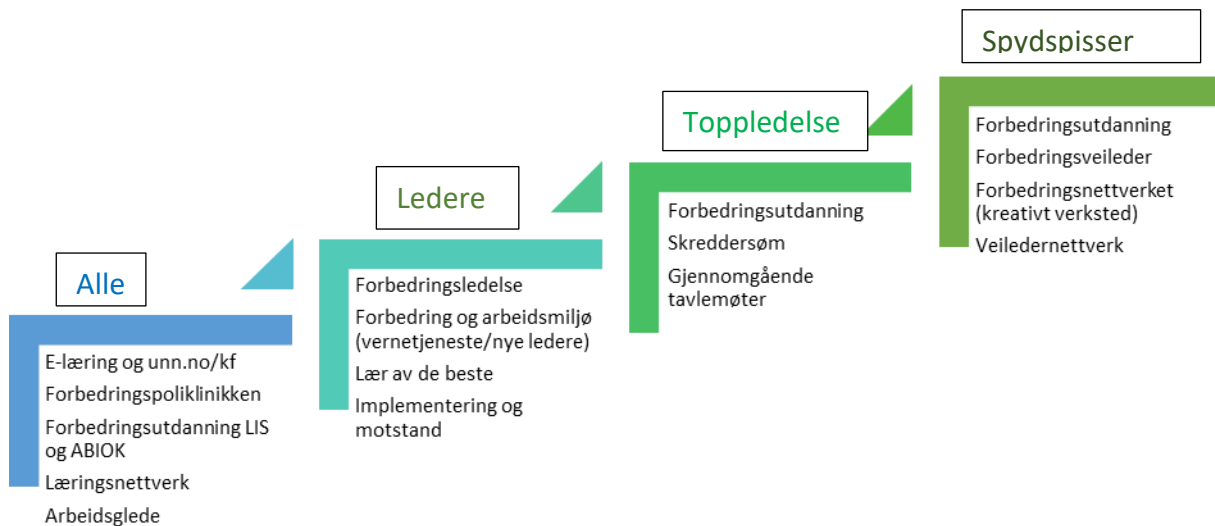 Alle
E-læring og unn.no/kf
Forbedringspoliklinikken
Forbedringsutdanning LIS
og ABIOK
Læringsnettverk
Arbeidsglede
Ledere
Forbedringsledelse
Forbedring og arbeidsmiljø
(vernetjeneste/nye ledere)
Lær av de beste
Implementering og
motstand
Toppledelse
Forbedringsutdanning
Skreddersøm
Gjennomgående
tavlemøter
Spydspisser
Forbedringsutdanning
Forbedringsveileder
Forbedringsnettverket
(kreativt verksted)
Veiledernettverk